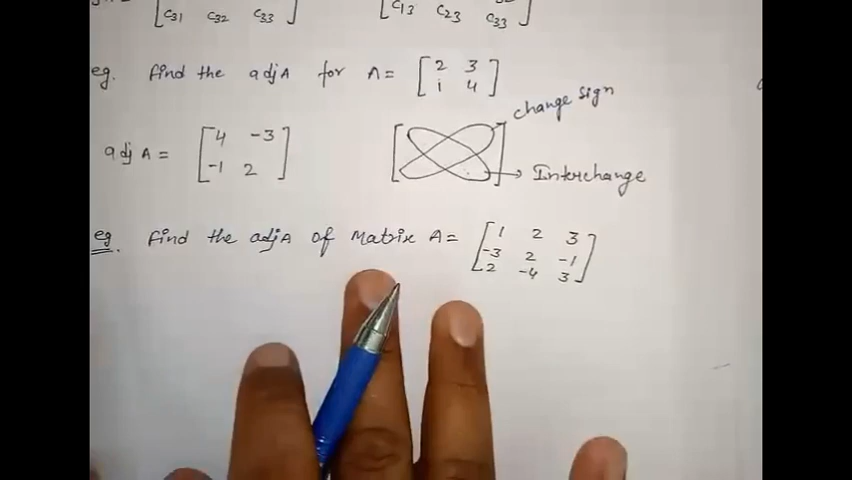 [C31 C32 C33] [C13 C23 C33]
eg. find the adjA for A= [2 3
1 4]
change sign
adj A = [4 -3
-1 2]
Interchange
eg. find the adjA of Matrix A= [1 2 3
-3 2 -1
2 -4 3]